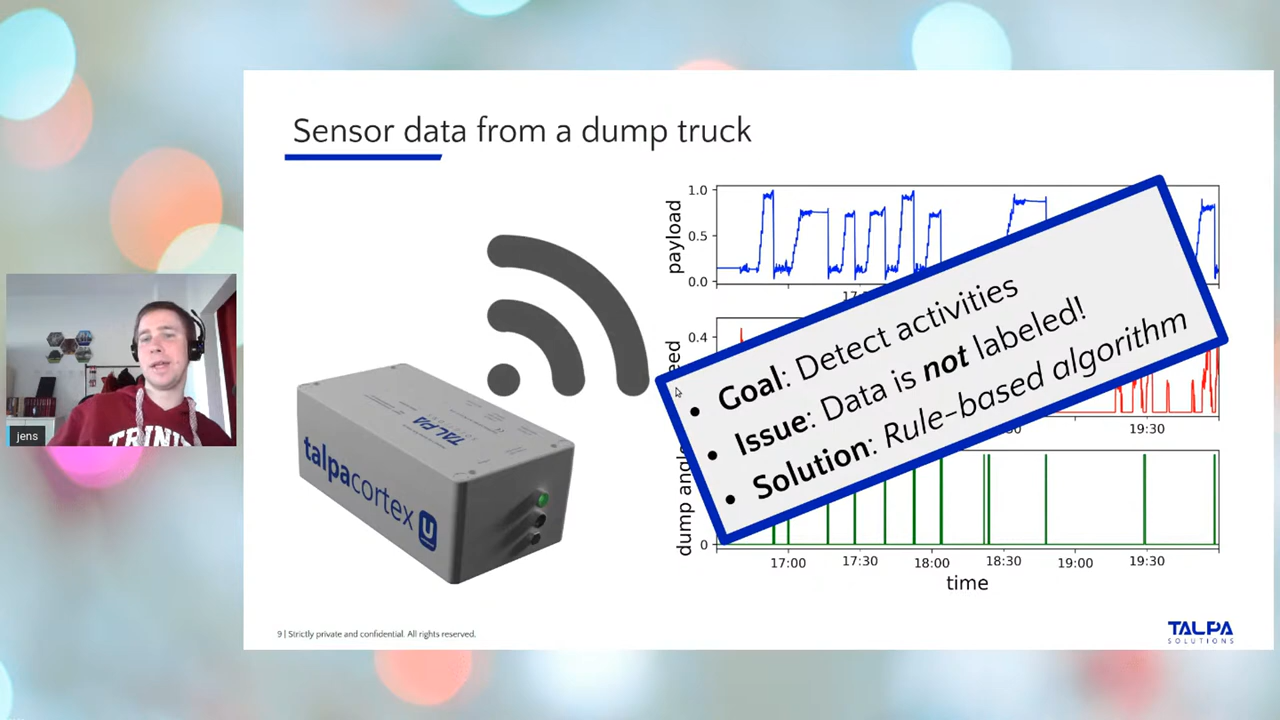 Sensor data from a dump truck
talpacortex
TALPA
payload
1.0
0.5
0.0
0.4
dump
0
17:00
17:30
18:00
18:30
19:00
19:30
time
19:30
• Goal: Detect activities
• Issue: Data is not labeled!
• Solution: Rule-based algorithm
jens
TRINI
9 | Strictly private and confidential. All rights reserved.
TALPA
SOLUTIONS